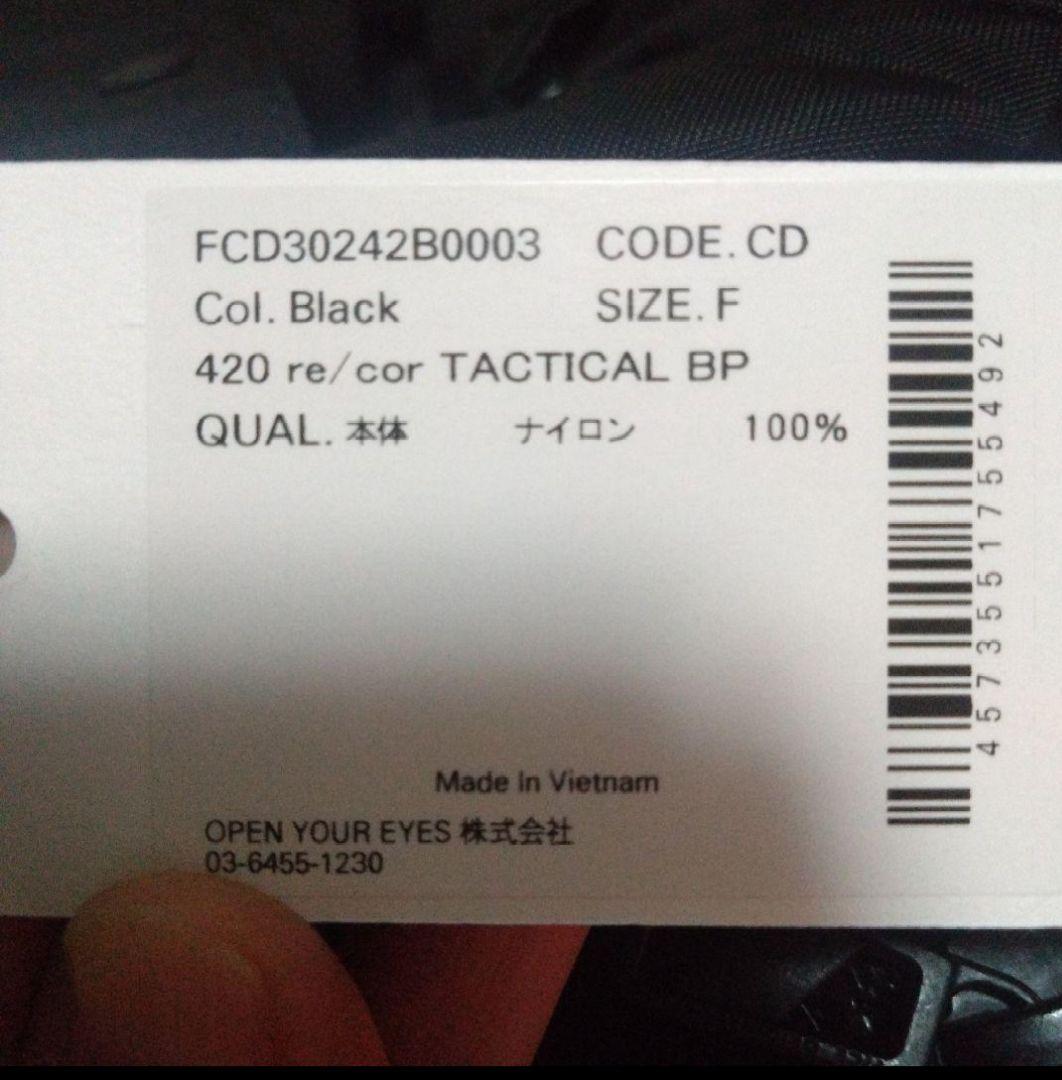 FCD30242B0003 CODE. CD
Col. Black SIZE. F
420 re/cor TACTICAL BP
QUAL. 本体 ナイロン 100%
4573551755492
Made In Vietnam
OPEN YOUR EYES 株式会社
03-6455-1230